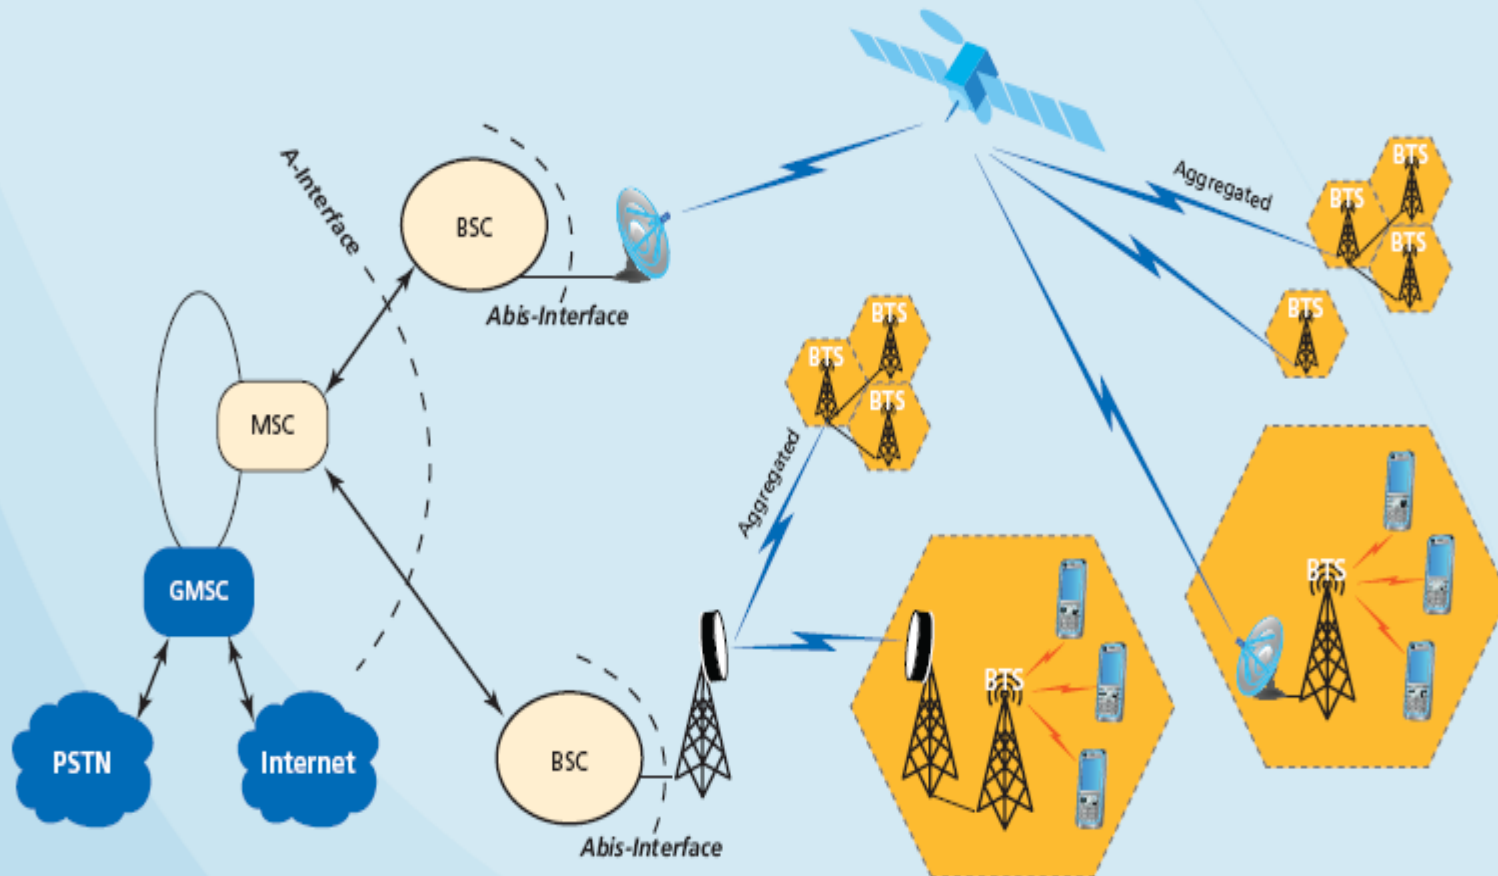 A-Interface
BSC
Abis-Interface
MSC
GMSC
PSTN
Internet
BSC
Abis-Interface
Aggregated
BTS
BTS
BTS
Aggregated
BTS
BTS
BTS
BTS
BTS
BTS